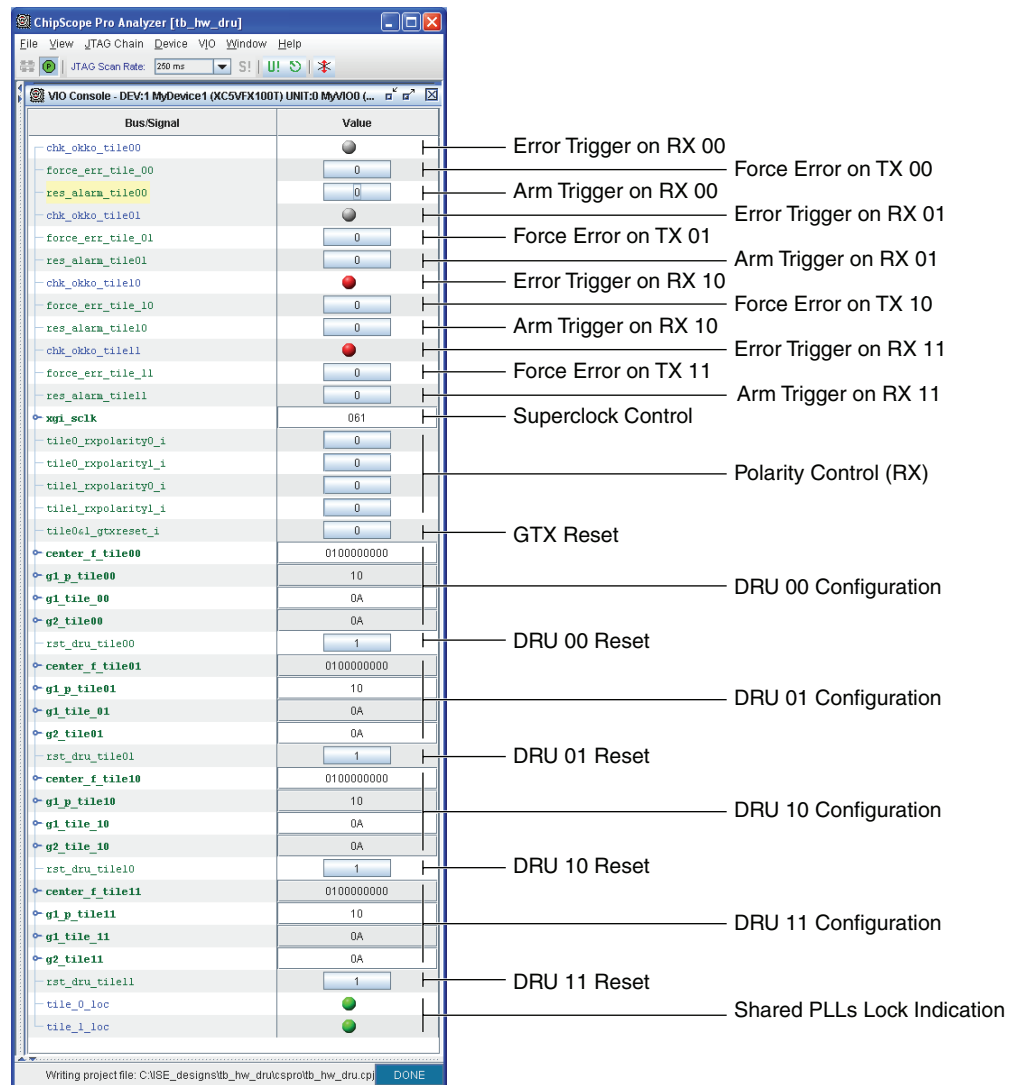 ChipScope Pro Analyzer [tb_hw_dru]
File View JTAG Chain Device VIO Window Help
JTAG Scan Rate: 250 ms S! U!
VIO Console - DEV:1 MyDevice1 (XC5VFX100T) UNIT:0 MyVIO0 (...
Bus/Signal Value
chk_okko_tile00 Error Trigger on RX 00
force_err_tile_00 0 Force Error on TX 00
res_alarm_tile00 0 Arm Trigger on RX 00
chk_okko_tile01 Error Trigger on RX 01
force_err_tile_01 0 Force Error on TX 01
res_alarm_tile01 0 Arm Trigger on RX 01
chk_okko_tile10 Error Trigger on RX 10
force_err_tile_10 0 Force Error on TX 10
res_alarm_tile10 0 Arm Trigger on RX 10
chk_okko_tile11 Error Trigger on RX 11
force_err_tile_11 0 Force Error on TX 11
res_alarm_tile11 0 Arm Trigger on RX 11
xgi_sclk 061 Superclock Control
tile0_rxpolarity0_i 0
tile0_rxpolarity1_i 0
Polarity Control (RX)
tile1_rxpolarity0_i 0
tile1_rxpolarity1_i 0
tile0&1_gtxreset_i 0 GTX Reset
center_f_tile00 0100000000
g1_p_tile00 10
DRU 00 Configuration
g1_tile_00 0A
g2_tile00 0A
rst_dru_tile00 1 DRU 00 Reset
center_f_tile01 0100000000
g1_p_tile01 10
DRU 01 Configuration
g1_tile_01 0A
g2_tile01 0A
rst_dru_tile01 1 DRU 01 Reset
center_f_tile10 0100000000
g1_p_tile10 10
DRU 10 Configuration
g1_tile_10 0A
g2_tile_10 0A
rst_dru_tile10 1 DRU 10 Reset
center_f_tile11 0100000000
g1_p_tile11 10
DRU 11 Configuration
g1_tile_11 0A
g2_tile11 0A
rst_dru_tile11 1 DRU 11 Reset
tile_0_loc
Shared PLLs Lock Indication
tile_1_loc
Writing project file: C:\ISE_designs\tb_hw_dru\cspro\tb_hw_dru.cpj DONE